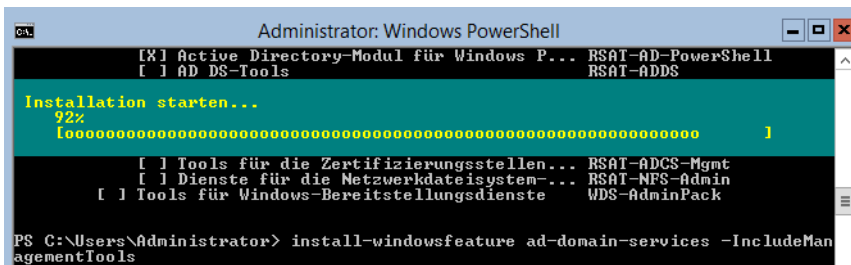 Administrator: Windows PowerShell
[X] Active Directory-Modul für Windows P... RSAT-AD-PowerShell
[ ] AD DS-Tools RSAT-ADDS
Installation starten...
92%
[oooooooooooooooooooooooooooooooooooooooooooooooooooooooooooooo ]
[ ] Tools für die Zertifizierungsstellen... RSAT-ADCS-Mgmt
[ ] Dienste für die Netzwerkdateisystem-... RSAT-NFS-Admin
[ ] Tools für Windows-Bereitstellungsdienste WDS-AdminPack
PS C:\Users\Administrator> install-windowsfeature ad-domain-services -IncludeMan
agementTools